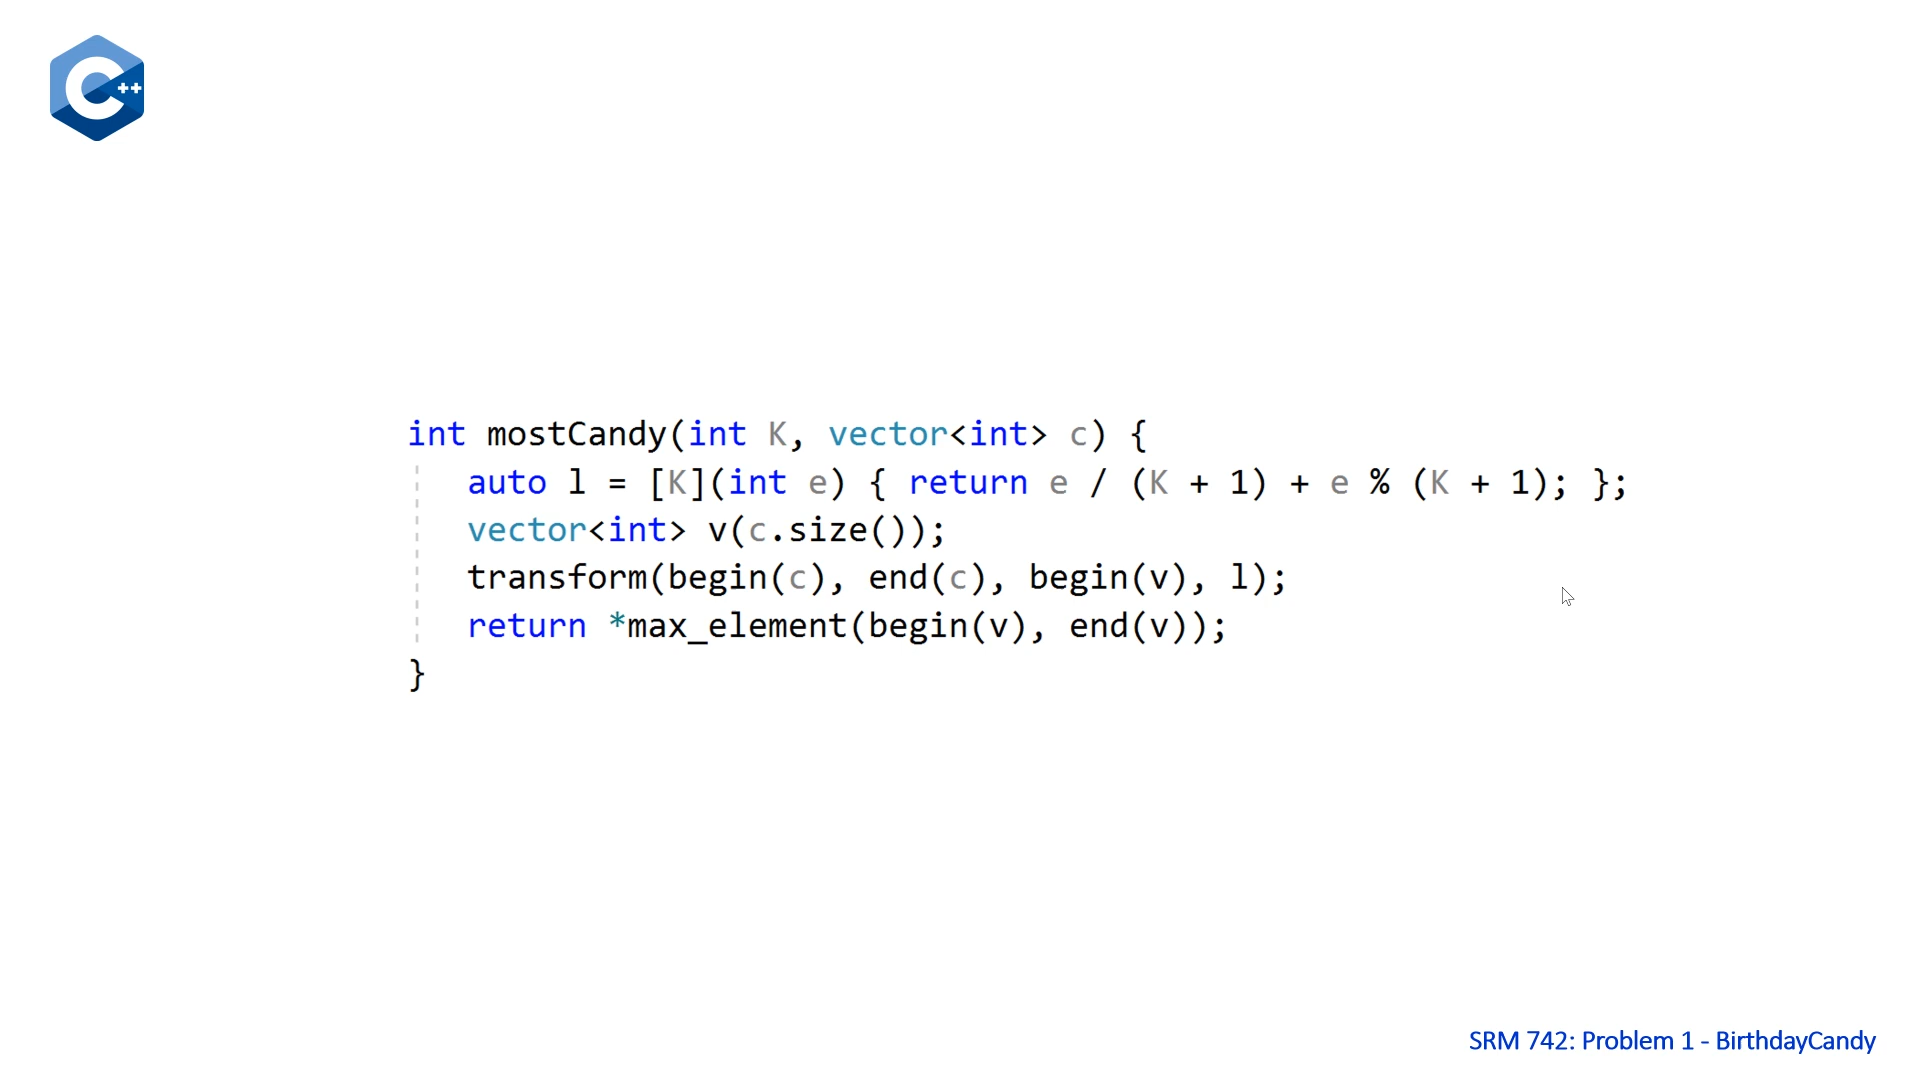 C++
int mostCandy(int K, vector<int> c) {
auto l = [K](int e) { return e / (K + 1) + e % (K + 1); };
vector<int> v(c.size());
transform(begin(c), end(c), begin(v), l);
return *max_element(begin(v), end(v));
}
SRM 742: Problem 1 - BirthdayCandy